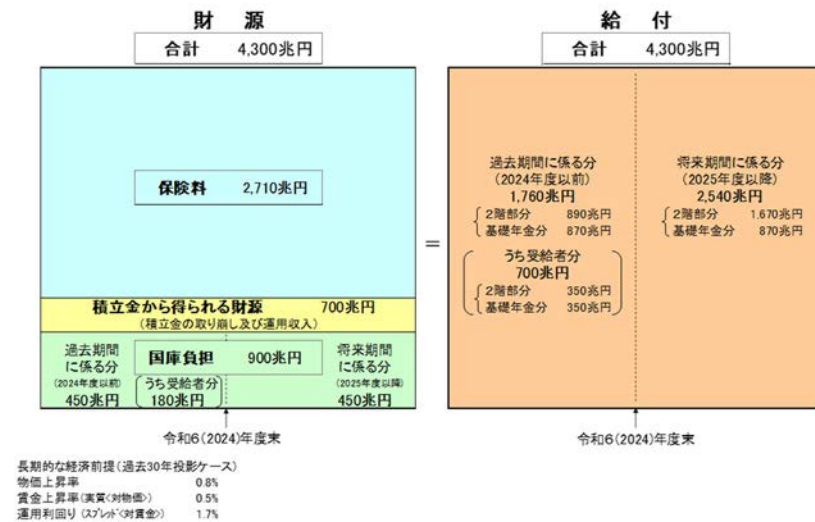 財 源
合計 4,300兆円
保険料 2,710兆円
積立金から得られる財源 700兆円
(積立金の取り崩し及び運用収入)
過去期間に係る分
(2024年度以前)
450兆円
国庫負担 900兆円
うち受給者分
180兆円
将来期間に係る分
(2025年度以降)
450兆円
令和6(2024)年度末
=
給 付
合計 4,300兆円
過去期間に係る分
(2024年度以前)
1,760兆円
2階部分 890兆円
基礎年金分 870兆円
うち受給者分
700兆円
2階部分 350兆円
基礎年金分 350兆円
将来期間に係る分
(2025年度以降)
2,540兆円
2階部分 1,670兆円
基礎年金分 870兆円
令和6(2024)年度末
長期的な経済前提(過去30年投影ケース)
物価上昇率 0.8%
賃金上昇率(実質<対物価>) 0.5%
運用利回り(スプレッド<対賃金>) 1.7%